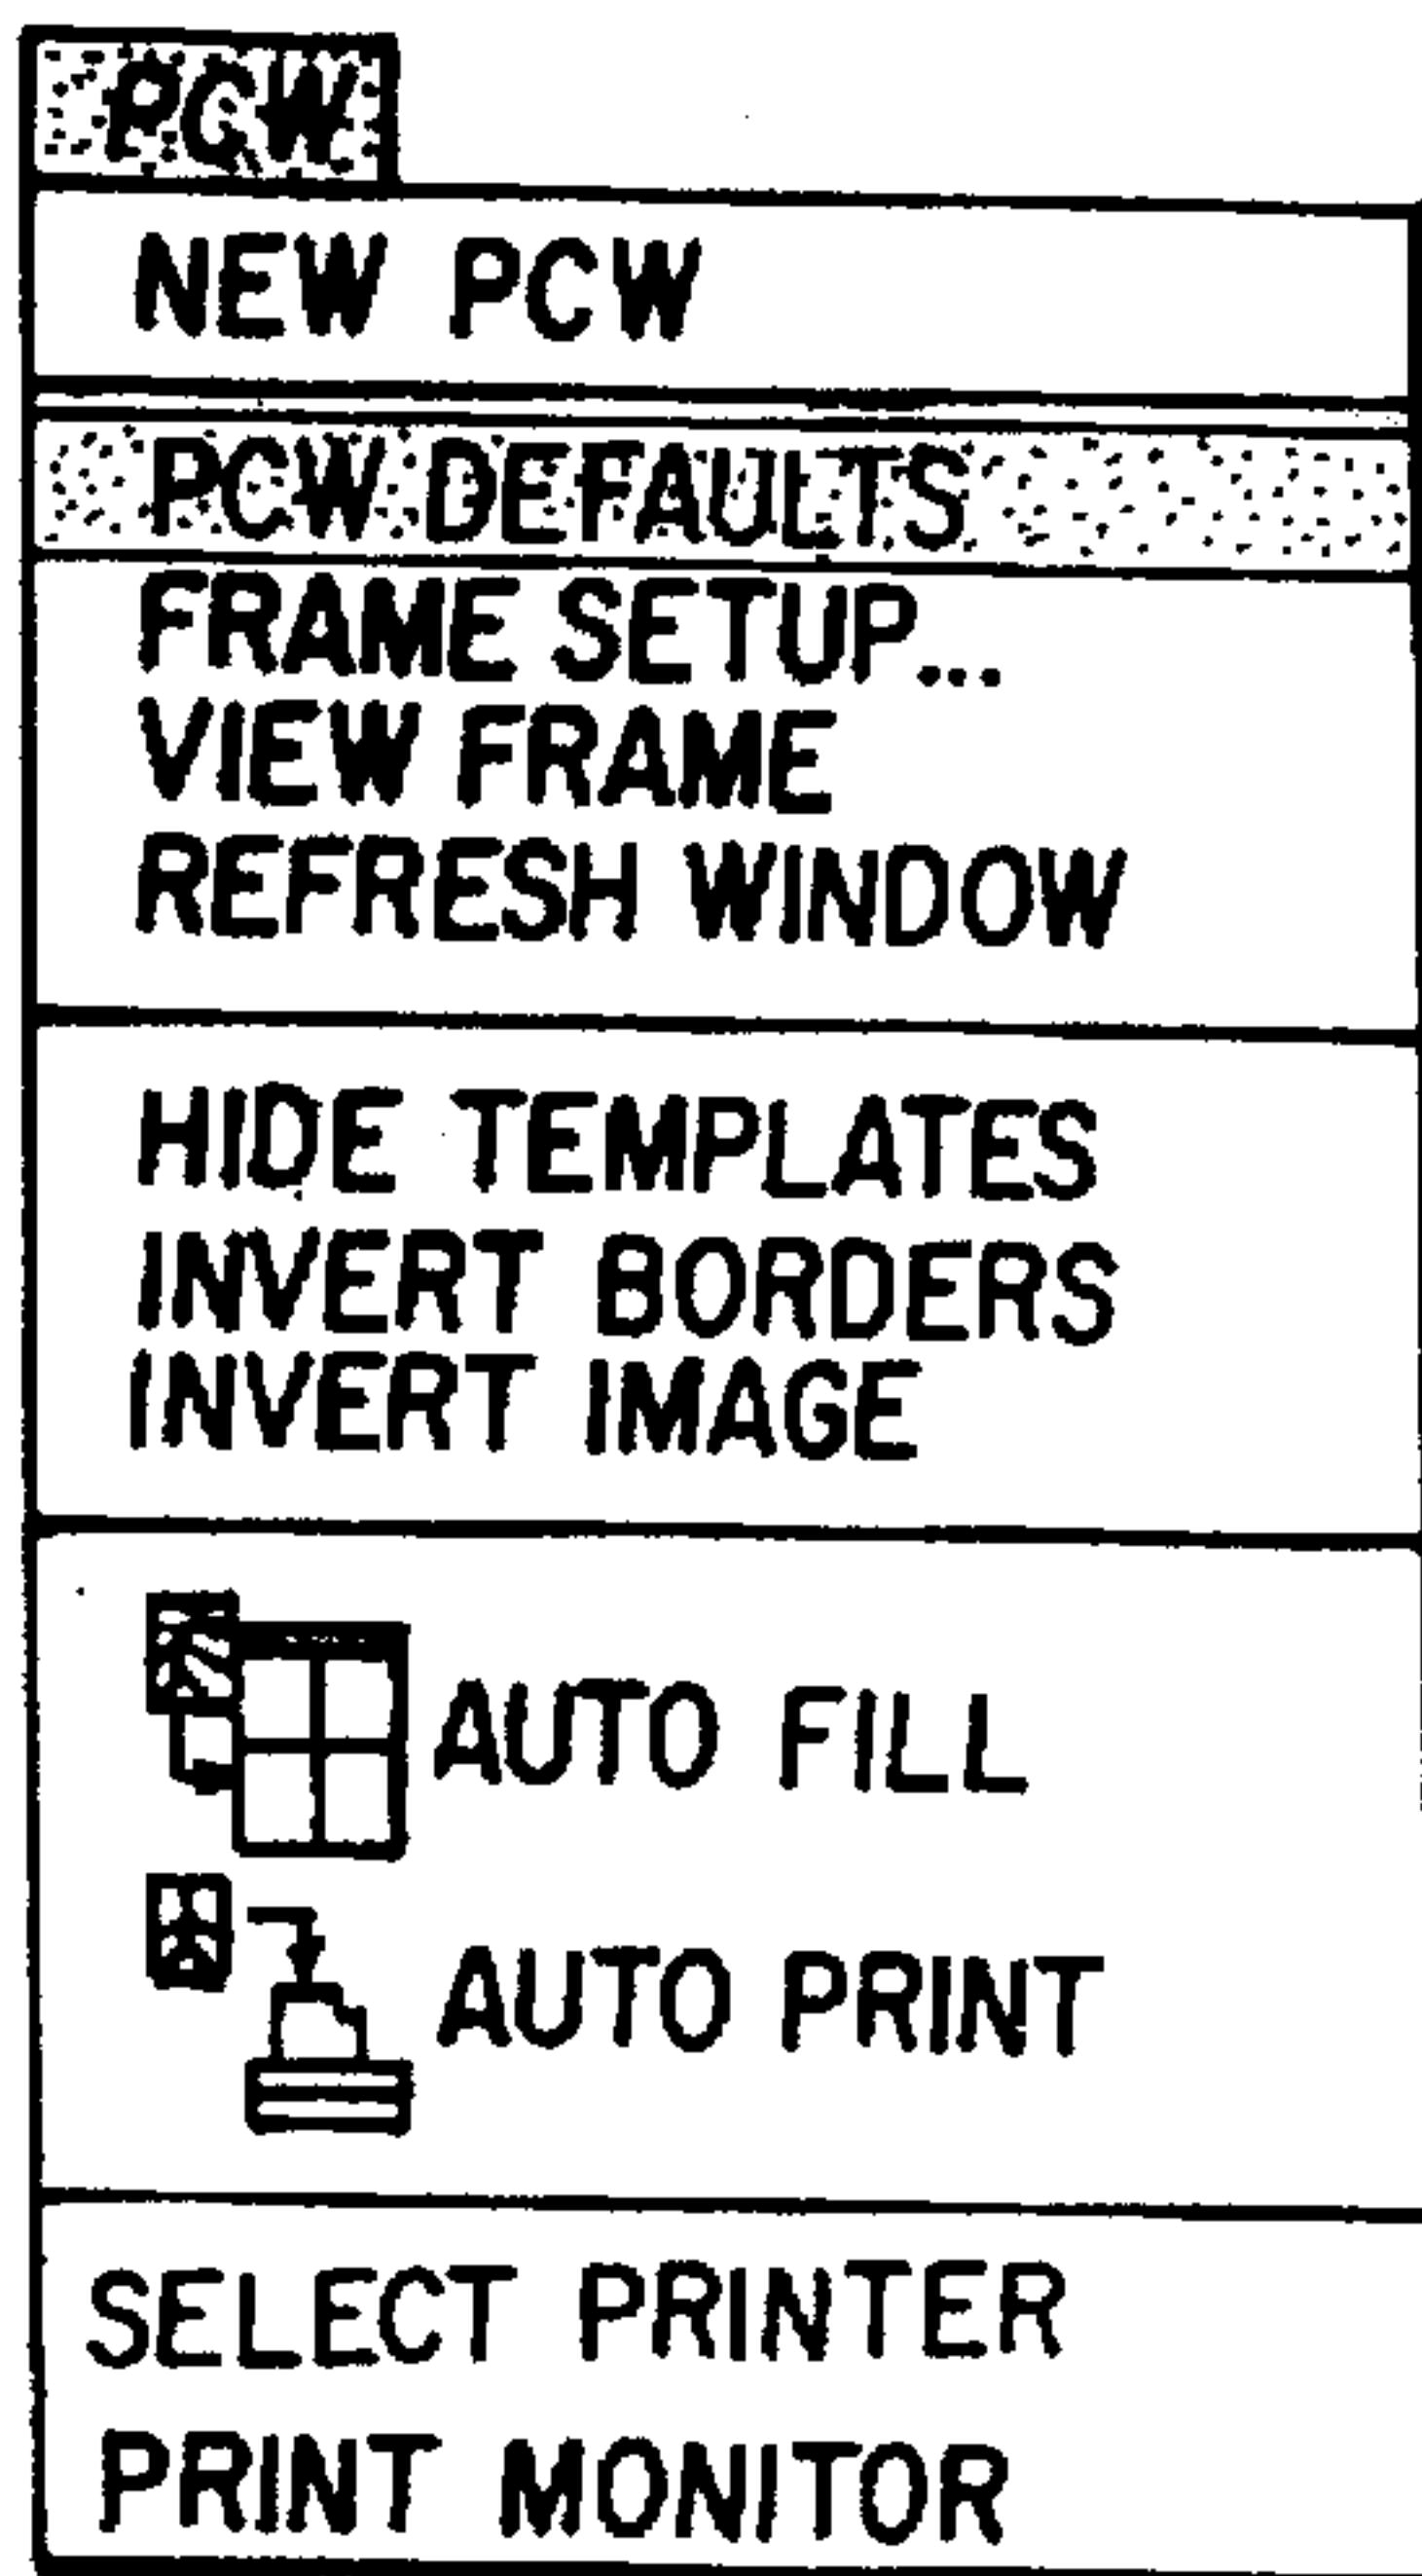 PCW
NEW PCW
PCW DEFAULTS
FRAME SETUP...
VIEW FRAME
REFRESH WINDOW
HIDE TEMPLATES
INVERT BORDERS
INVERT IMAGE
AUTO FILL
AUTO PRINT
SELECT PRINTER
PRINT MONITOR